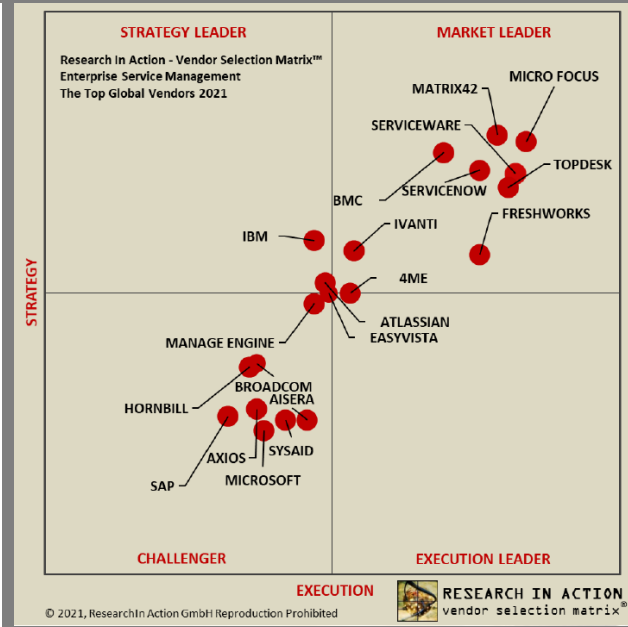 STRATEGY LEADER
MARKET LEADER
Research In Action - Vendor Selection Matrix™
Enterprise Service Management
The Top Global Vendors 2021
MICRO FOCUS
MATRIX42
SERVICEWARE
TOPDESK
SERVICENOW
BMC
FRESHWORKS
IVANTI
IBM
4ME
STRATEGY
ATLASSIAN
EASYVISTA
MANAGE ENGINE
BROADCOM
AISERA
HORNBILL
SYSAID
AXIOS
MICROSOFT
SAP
CHALLENGER
EXECUTION LEADER
EXECUTION
RESEARCH IN ACTION
vendor selection matrix®
© 2021, ResearchIn Action GmbH Reproduction Prohibited